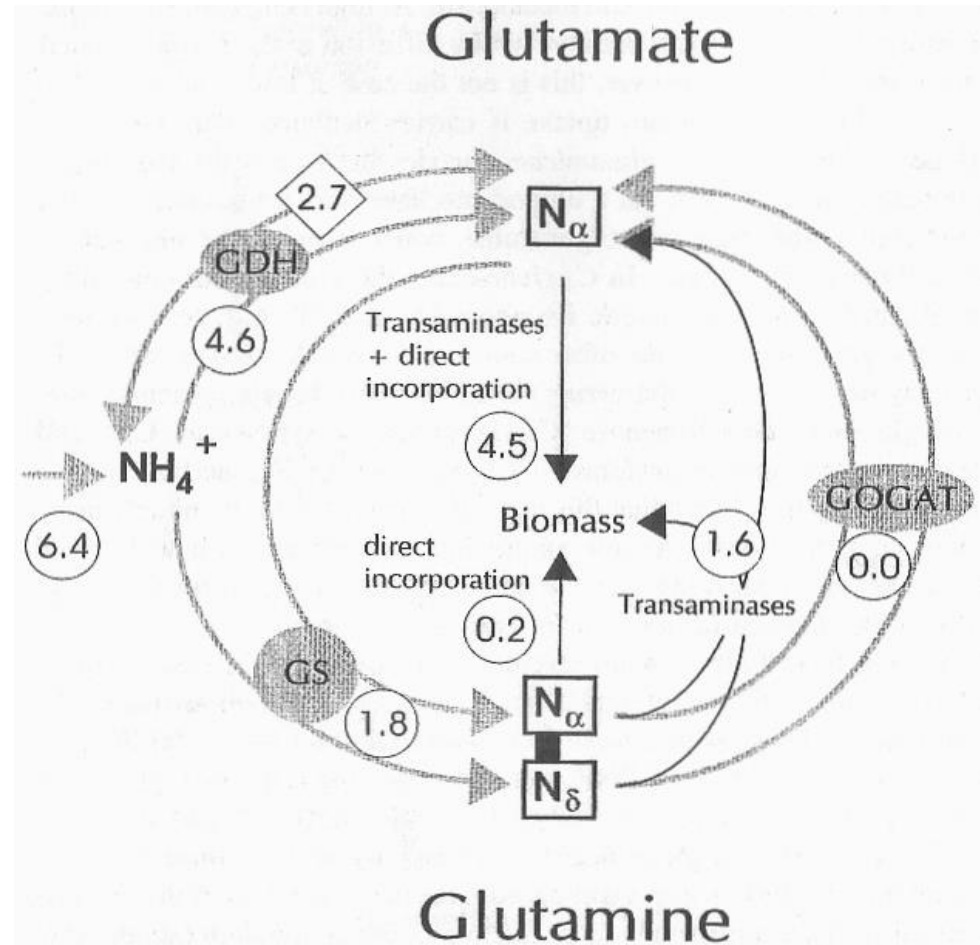 Glutamate
2.7
Nα
GDH
4.6
Transaminases
+ direct
incorporation
4.5
NH4+
6.4
GOGAT
Biomass
1.6
0.0
direct
incorporation
0.2
Transaminases
GS
1.8
Nα
Nδ
Glutamine